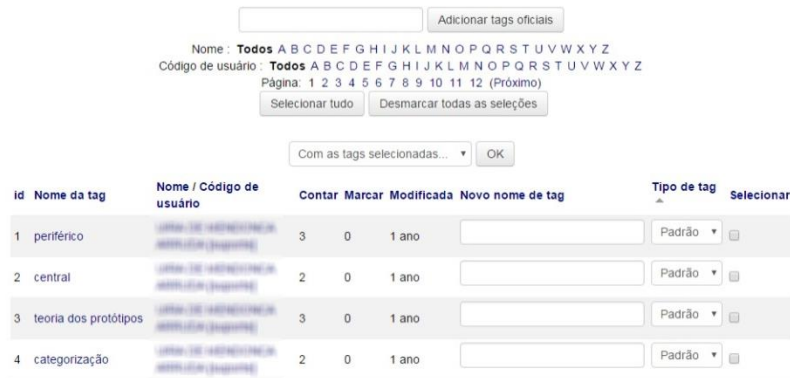 Adicionar tags oficiais
Nome : Todos A B C D E F G H I J K L M N O P Q R S T U V W X Y Z
Código de usuário : Todos A B C D E F G H I J K L M N O P Q R S T U V W X Y Z
Página: 1 2 3 4 5 6 7 8 9 10 11 12 (Próximo)
Selecionar tudo Desmarcar todas as seleções
Com as tags selecionadas... OK
id Nome da tag Nome / Código de usuário Contar Marcar Modificada Novo nome de tag Tipo de tag Selecionar
1 periférico 3 0 1 ano Padrão
2 central 2 0 1 ano Padrão
3 teoria dos protótipos 3 0 1 ano Padrão
4 categorização 2 0 1 ano Padrão